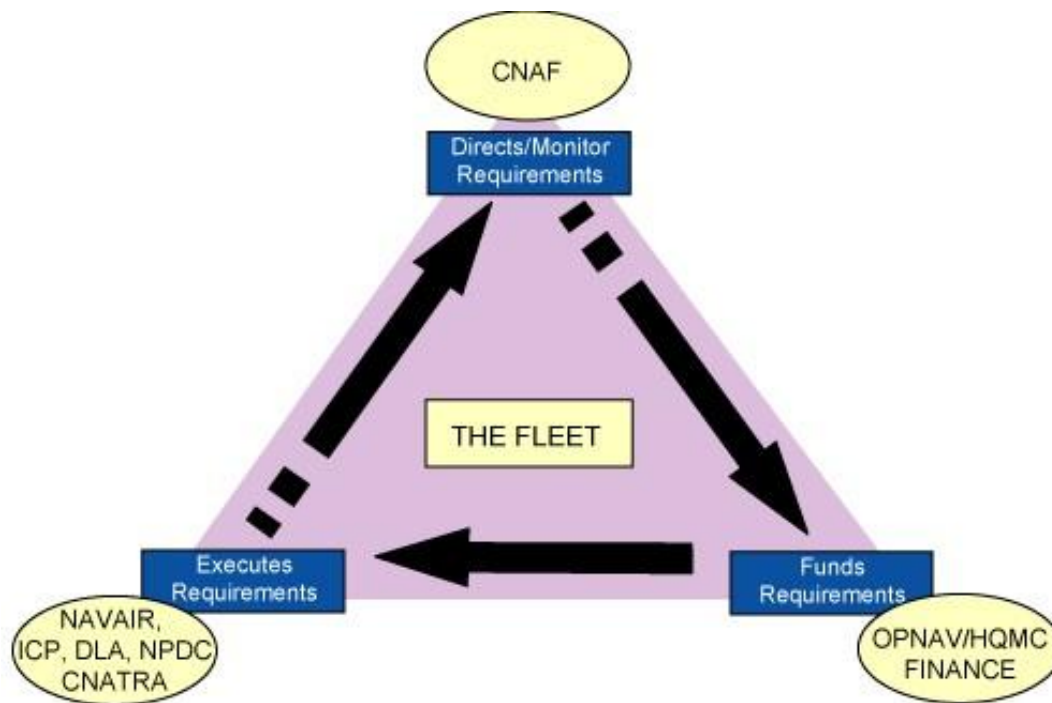 CNAF
Directs/Monitor
Requirements
THE FLEET
Executes
Requirements
Funds
Requirements
NAVAIR,
ICP, DLA, NPDC
CNATRA
OPNAV/HQMC
FINANCE